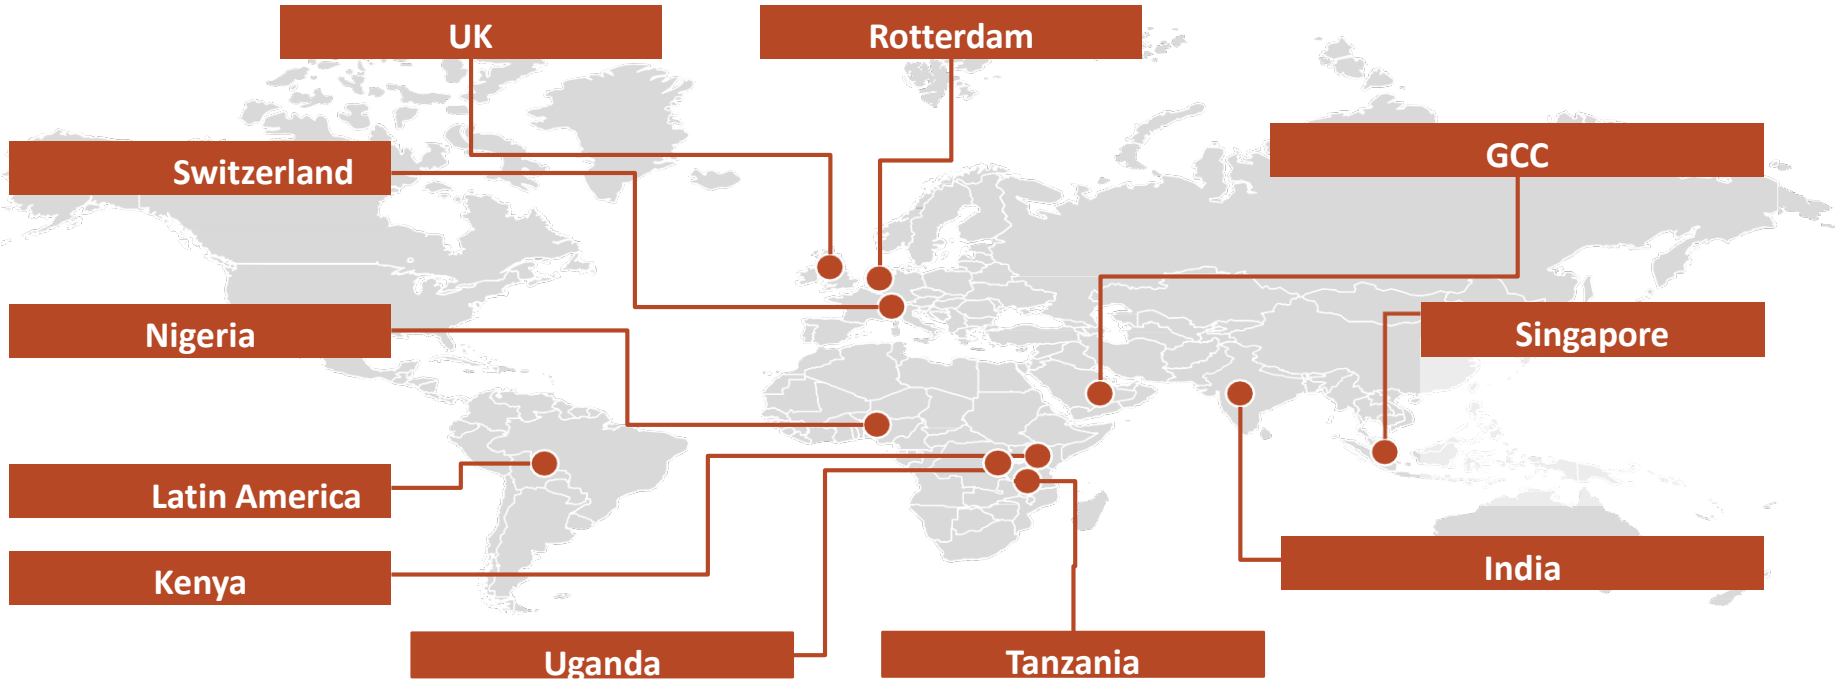 UK
Rotterdam
GCC
Switzerland
Singapore
Nigeria
Latin America
India
Kenya
Uganda
Tanzania